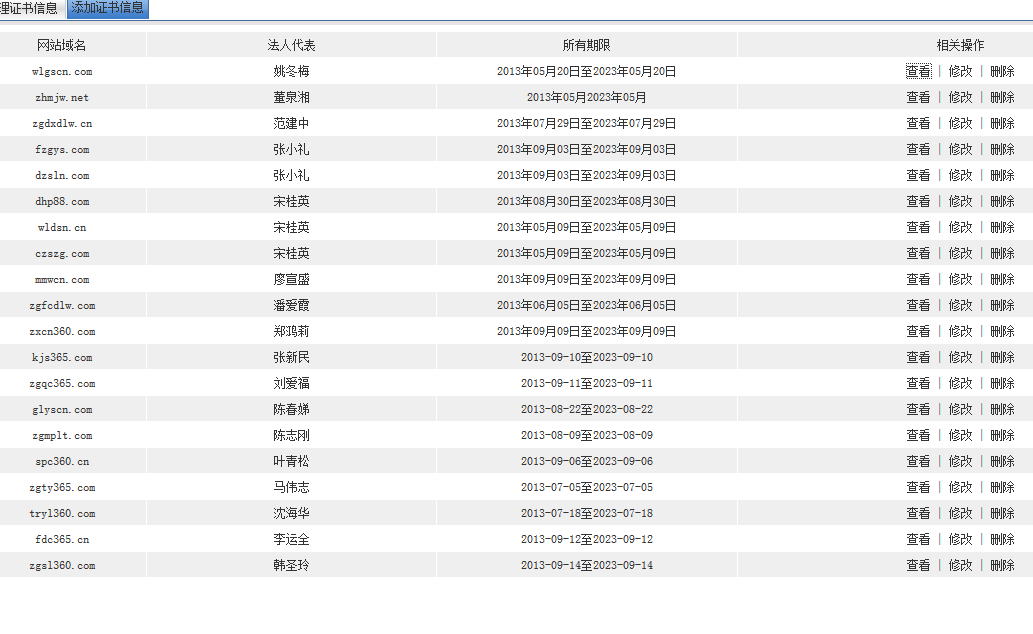 理证书信息 添加证书信息
网站域名 法人代表 所有期限 相关操作
wlgscn.com 姚冬梅 2013年05月20日至2023年05月20日 查看 | 修改 | 删除
zhmjw.net 董泉湘 2013年05月2023年05月 查看 | 修改 | 删除
zgdxdlw.cn 范建中 2013年07月29日至2023年07月29日 查看 | 修改 | 删除
fzgys.com 张小礼 2013年09月03日至2023年09月03日 查看 | 修改 | 删除
dzsln.com 张小礼 2013年09月03日至2023年09月03日 查看 | 修改 | 删除
dhp88.com 宋桂英 2013年08月30日至2023年08月30日 查看 | 修改 | 删除
wldsn.cn 宋桂英 2013年05月09日至2023年05月09日 查看 | 修改 | 删除
czszg.com 宋桂英 2013年05月09日至2023年05月09日 查看 | 修改 | 删除
mmwcn.com 廖宣盛 2013年09月09日至2023年09月09日 查看 | 修改 | 删除
zgfcdlw.com 潘爱霞 2013年06月05日至2023年06月05日 查看 | 修改 | 删除
zxcn360.com 郑鸿莉 2013年09月09日至2023年09月09日 查看 | 修改 | 删除
kjs365.com 张新民 2013-09-10至2023-09-10 查看 | 修改 | 删除
zgqc365.com 刘爱福 2013-09-11至2023-09-11 查看 | 修改 | 删除
glyscn.com 陈春娣 2013-08-22至2023-08-22 查看 | 修改 | 删除
zgmplt.com 陈志刚 2013-08-09至2023-08-09 查看 | 修改 | 删除
spc360.cn 叶青松 2013-09-06至2023-09-06 查看 | 修改 | 删除
zgty365.com 马伟志 2013-07-05至2023-07-05 查看 | 修改 | 删除
tryl360.com 沈海华 2013-07-18至2023-07-18 查看 | 修改 | 删除
fdc365.cn 李运全 2013-09-12至2023-09-12 查看 | 修改 | 删除
zgsl360.com 韩圣玲 2013-09-14至2023-09-14 查看 | 修改 | 删除